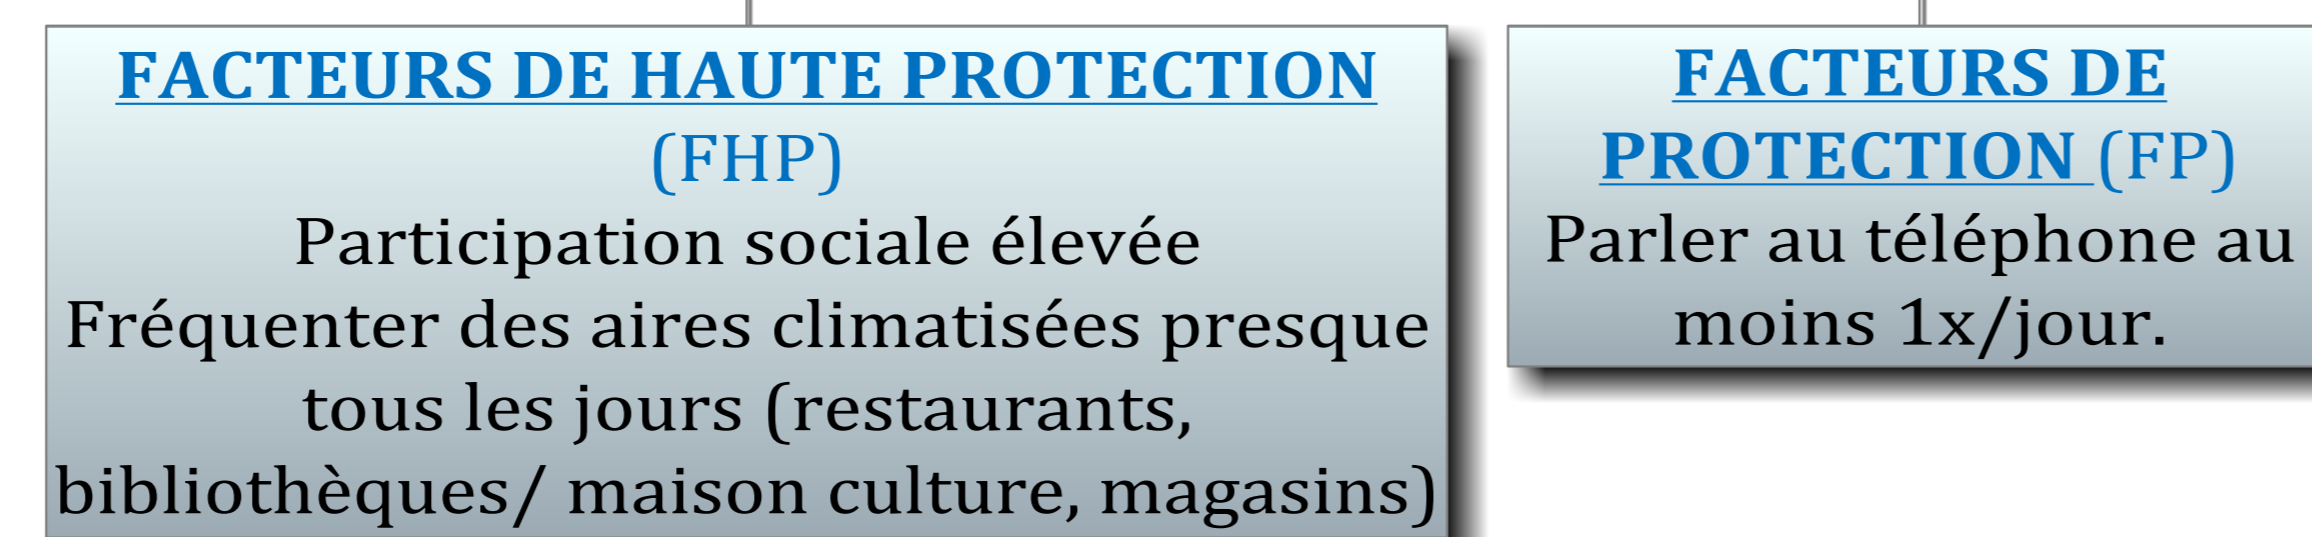 FACTEURS DE HAUTE PROTECTION
(FHP)
Participation sociale élevée
Fréquenter des aires climatisées presque
tous les jours (restaurants,
bibliothèques/ maison culture, magasins)
FACTEURS DE
PROTECTION (FP)
Parler au téléphone au
moins 1x/jour.